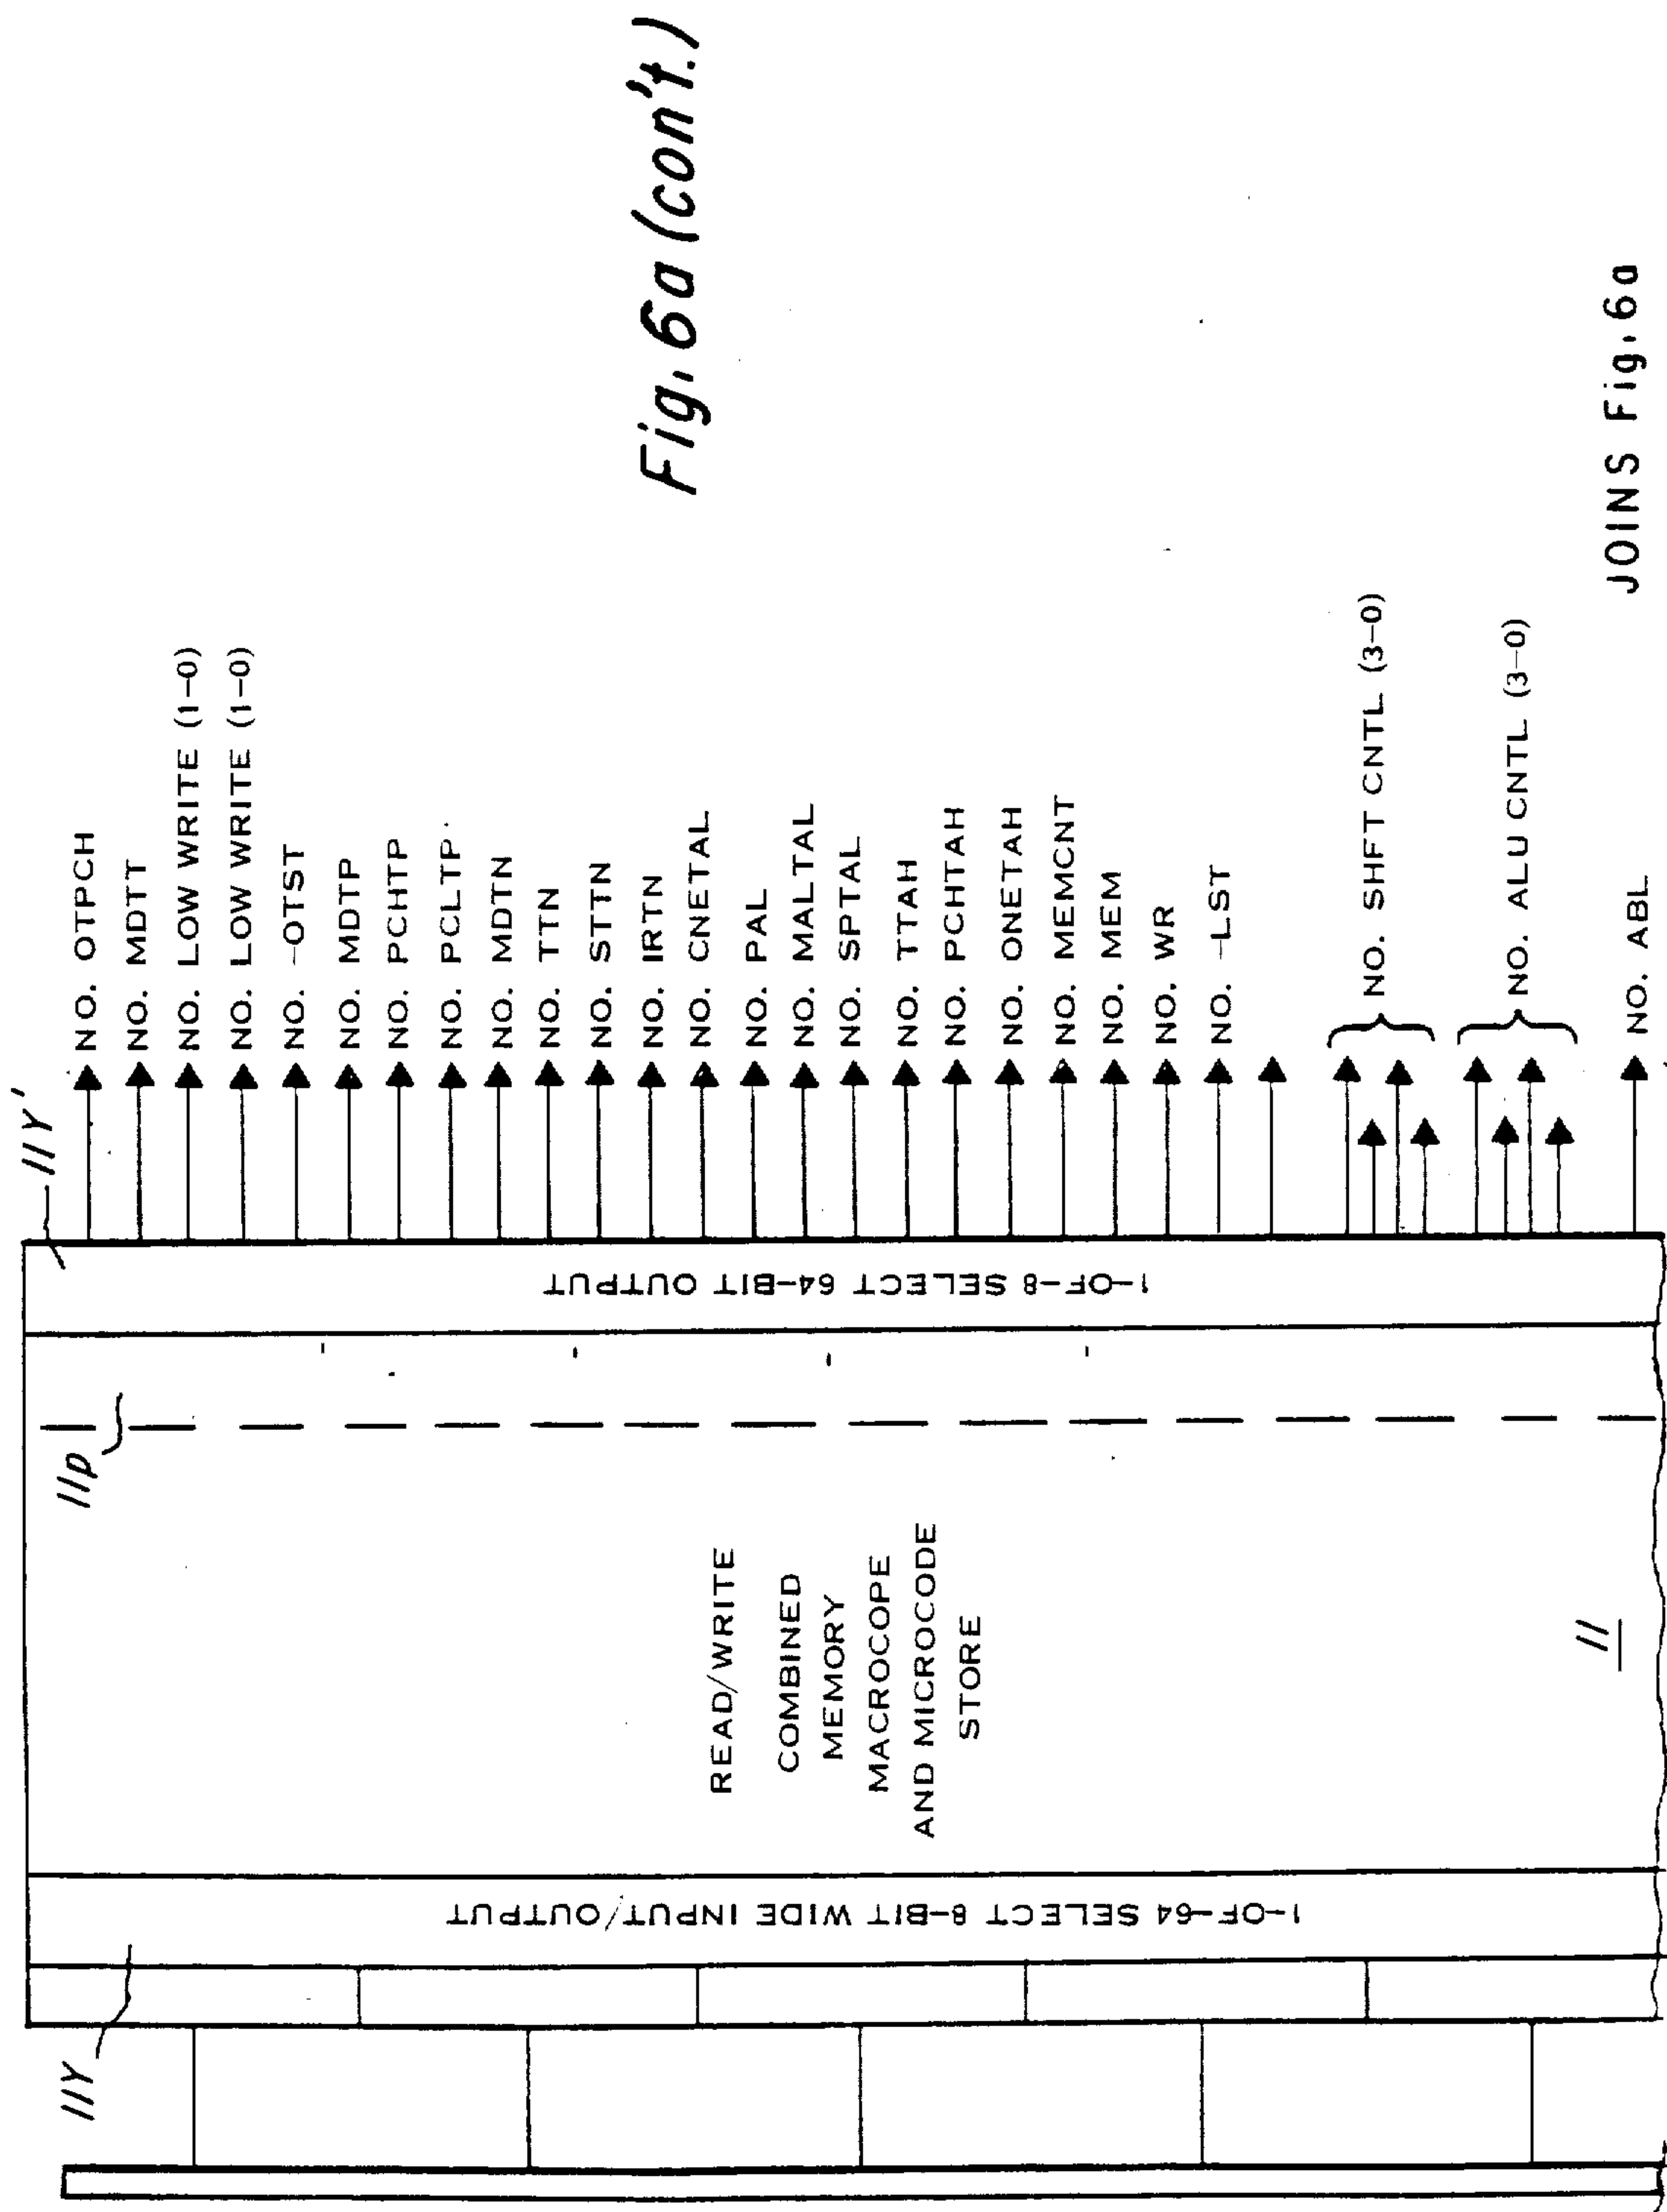 11Y'
NO. OTPCH
NO. MDTT
NO. LOW WRITE (1-0)
NO. LOW WRITE (1-0)
NO. -OTST
NO. MDTP
NO. PCHTP
NO. PCLTP
NO. MDTN
NO. TTN
NO. STTN
NO. IRTN
NO. CNETAL
NO. PAL
NO. MALTAL
NO. SPTAL
NO. TTAH
NO. PCHTAH
NO. ONETAH
NO. MEMCNT
NO. MEM
NO. WR
NO. -LST
NO. SHFT CNTL (3-0)
NO. ALU CNTL (3-0)
NO. ABL
1-OF-8 SELECT 64-BIT OUTPUT
11p
READ/WRITE
COMBINED
MEMORY
MACROCOPE
AND MICROCODE
STORE
11
1-OF-64 SELECT 8-BIT WIDE INPUT/OUTPUT
11Y
Fig. 6a (con't.)
JOINS Fig. 6a